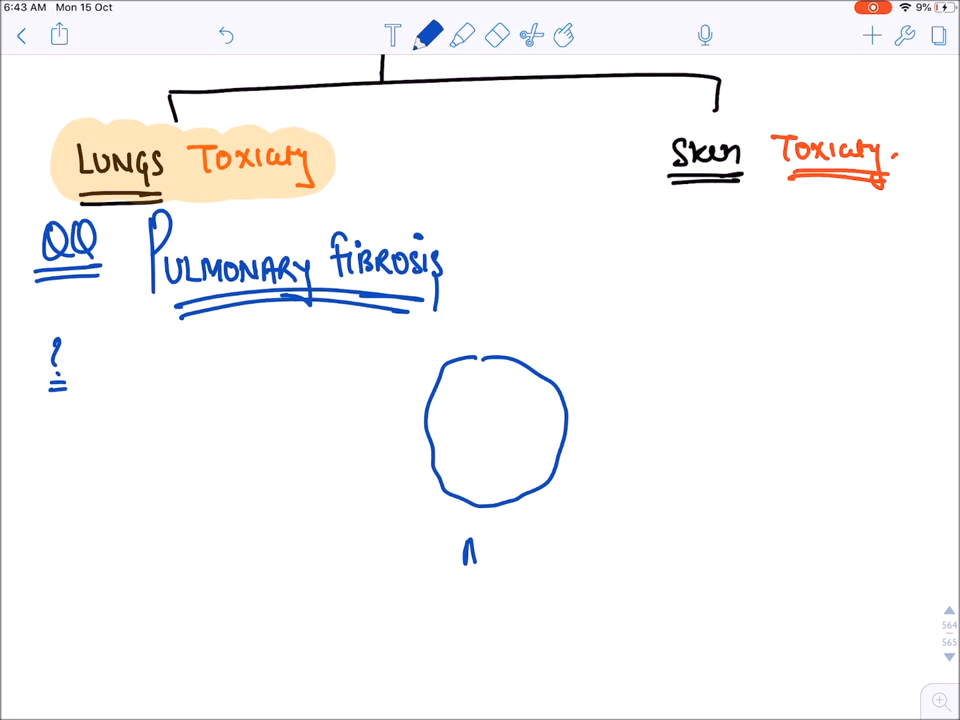 6:43 AM Mon 15 Oct 9%
T
LUNGS Toxicity
Skin Toxicity.
QQ PULMONARY fiBROSIS
?
564
565